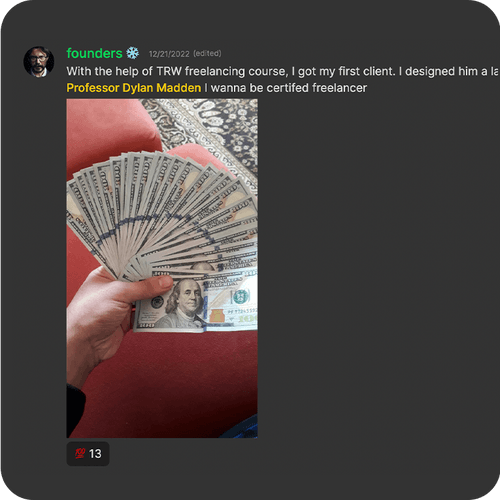 founders 12/21/2022 (edited)
With the help of TRW freelancing course, I got my first client. I designed him a la
Professor Dylan Madden I wanna be certifed freelancer
13